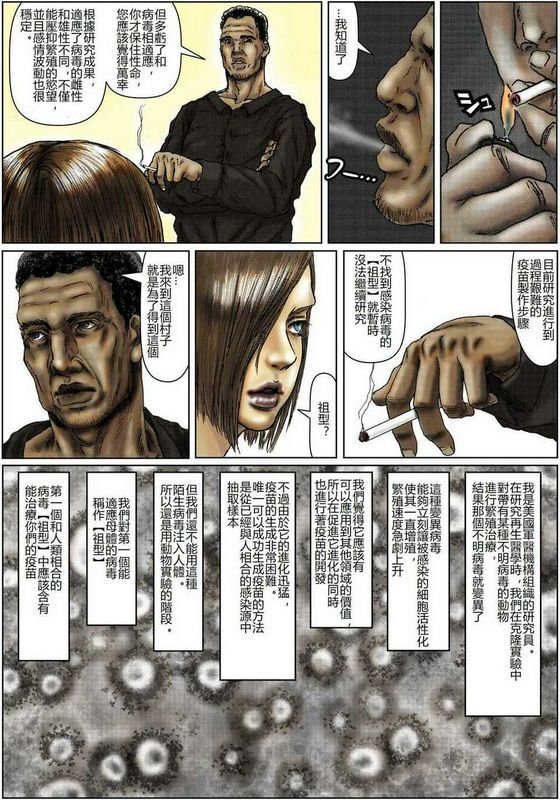 …我知道了
ジュ
フー…
但多虧了和
病毒相適應，
你才保住性命，
您應該覺得萬幸
根據研究成果，
適應了病毒的雌性
和雄性不同，不僅
能壓抑繁殖的慾望，
並且感情波動也很
穩定。
目前研究進行到
過程艱難的
疫苗製作步驟
不找到感染病毒的
【祖型】就暫時
沒法繼續研究
祖型？
嗯…
我來到這個村子
就是為了得到這個
我是美國軍醫機構組織的研究員。
在研究再生醫學時，我們在克隆實驗中
對帶有某種不明病毒的動物
進行繁殖治療，
結果那個不明病毒就變異了
這種變異病毒
能夠立刻讓被感染的細胞活性化
使其一直增殖，
繁殖速度急劇上升
我們覺得它應該有
可以應用到其他領域的價值，
所以在促進它進化的同時
也進行著疫苗的開發
不過由於它的進化迅猛，
疫苗的生成非常困難。
唯一可以成功生成疫苗的方法
是從已經與人相合的感染源中
抽取樣本
但我們還不能用這種
陌生病毒注入人體。
所以還是用動物實驗的階段。
我們對第一個能
適應母體的病毒
稱作【祖型】
第一個和人類相合的
病毒【祖型】中應該含有
能治療你們的疫苗